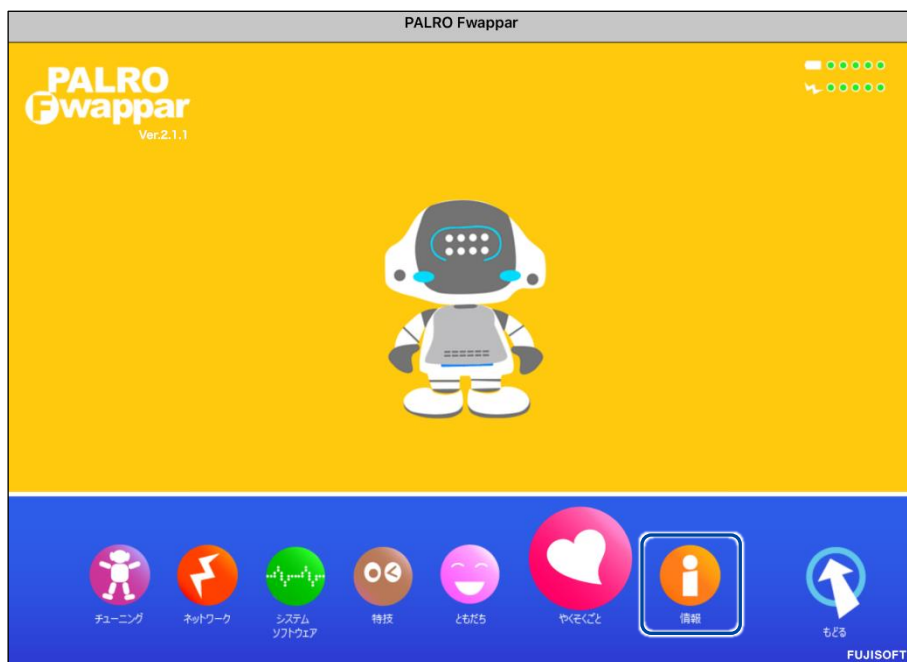 PALRO Fwappar
PALRO
Fwappar
Ver.2.1.1
チューニング
ネットワーク
システム
ソフトウェア
特技
ともだち
やくそくごと
情報
もどる
FUJISOFT